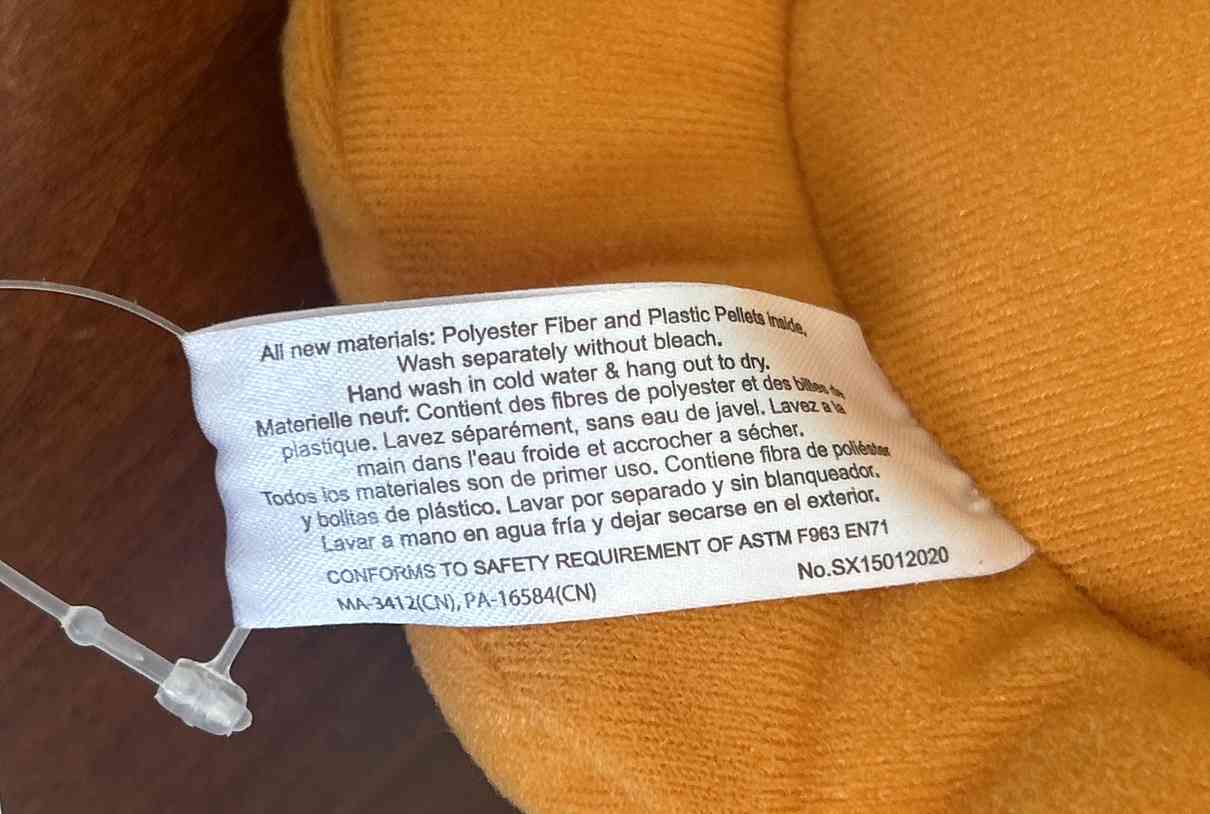 All new materials: Polyester Fiber and Plastic Pellets inside.
Wash separately without bleach.
Hand wash in cold water & hang out to dry.
Materielle neuf: Contient des fibres de polyester et des billes de
plastique. Lavez séparément, sans eau de javel. Lavez a la
main dans l'eau froide et accrocher a sécher.
Todos los materiales son de primer uso. Contiene fibra de poliéster
y bolitas de plástico. Lavar por separado y sin blanqueador.
Lavar a mano en agua fría y dejar secarse en el exterior.
CONFORMS TO SAFETY REQUIREMENT OF ASTM F963 EN71
No.SX15012020
MA-3412(CN), PA-16584(CN)